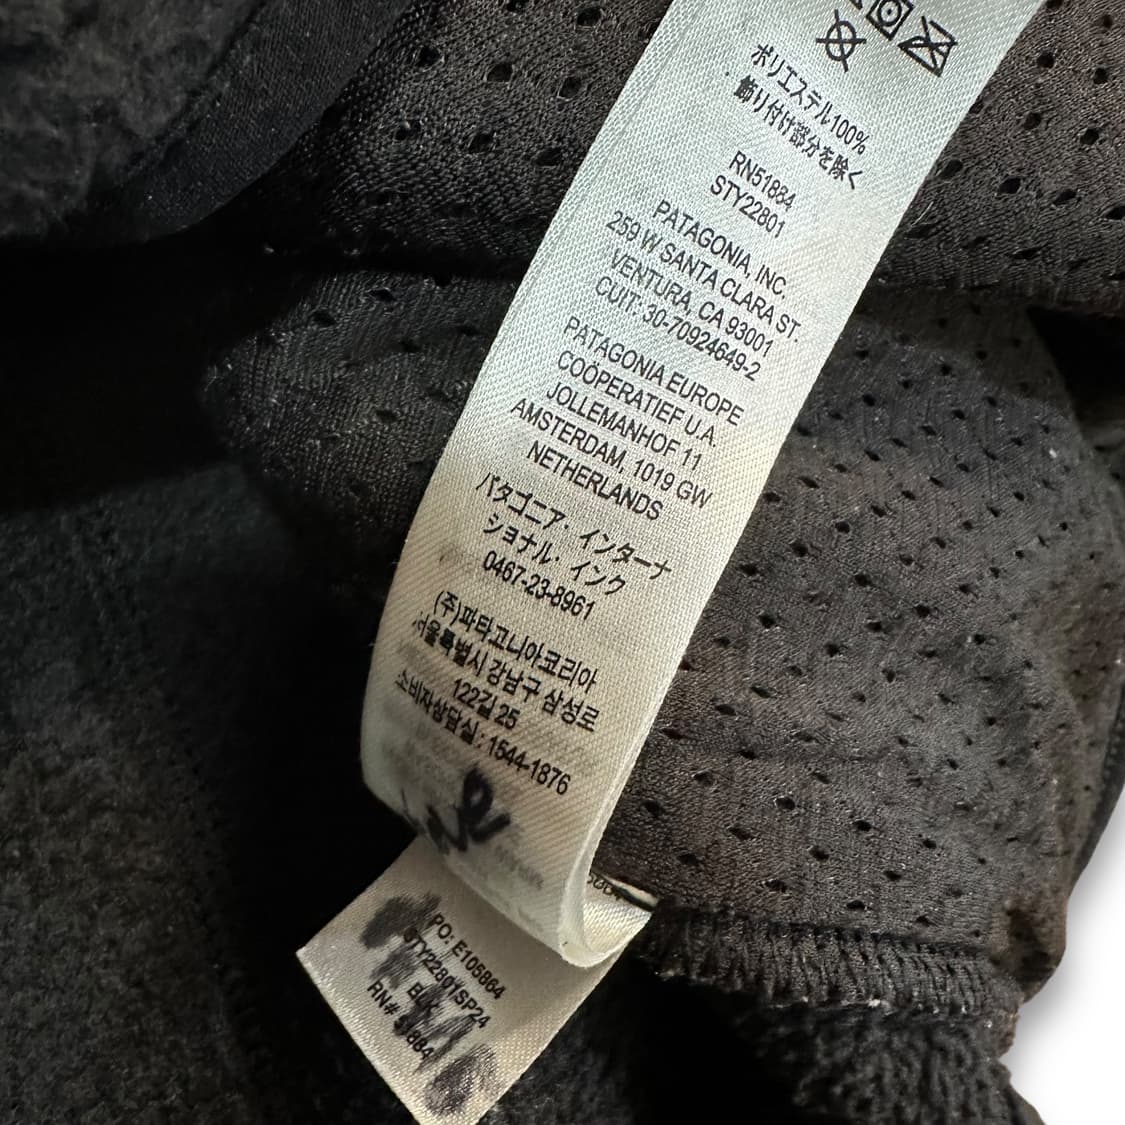 ポリエステル100%
飾り付け部分を除く
RN51884
STY22801
PATAGONIA, INC.
259 W SANTA CLARA ST.
VENTURA, CA 93001
CUIT: 30-70924649-2
PATAGONIA EUROPE
COÖPERATIEF U.A.
JOLLEMANHOF 11
AMSTERDAM, 1019 GW
NETHERLANDS
パタゴニア・インターナ
ショナル・インク
0467-23-8961
(주)파타고니아코리아
서울특별시 강남구 삼성로
122길 25
소비자상담실 : 1544-1876
PO: E106864
STY22801SP24
BLK
RN# 51884